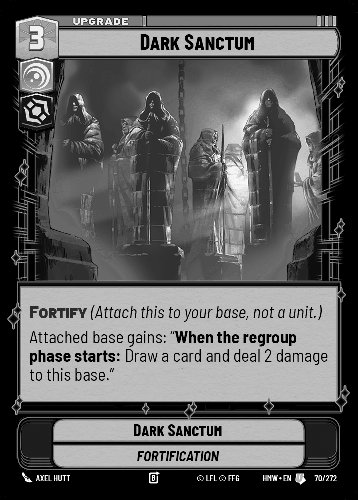 UPGRADE
3
DARK SANCTUM
FORTIFY (Attach this to your base, not a unit.)
Attached base gains: “When the regroup
phase starts: Draw a card and deal 2 damage
to this base.”
DARK SANCTUM
FORTIFICATION
AXEL HUTT
© LFL © FFG
HMW • EN
70/272